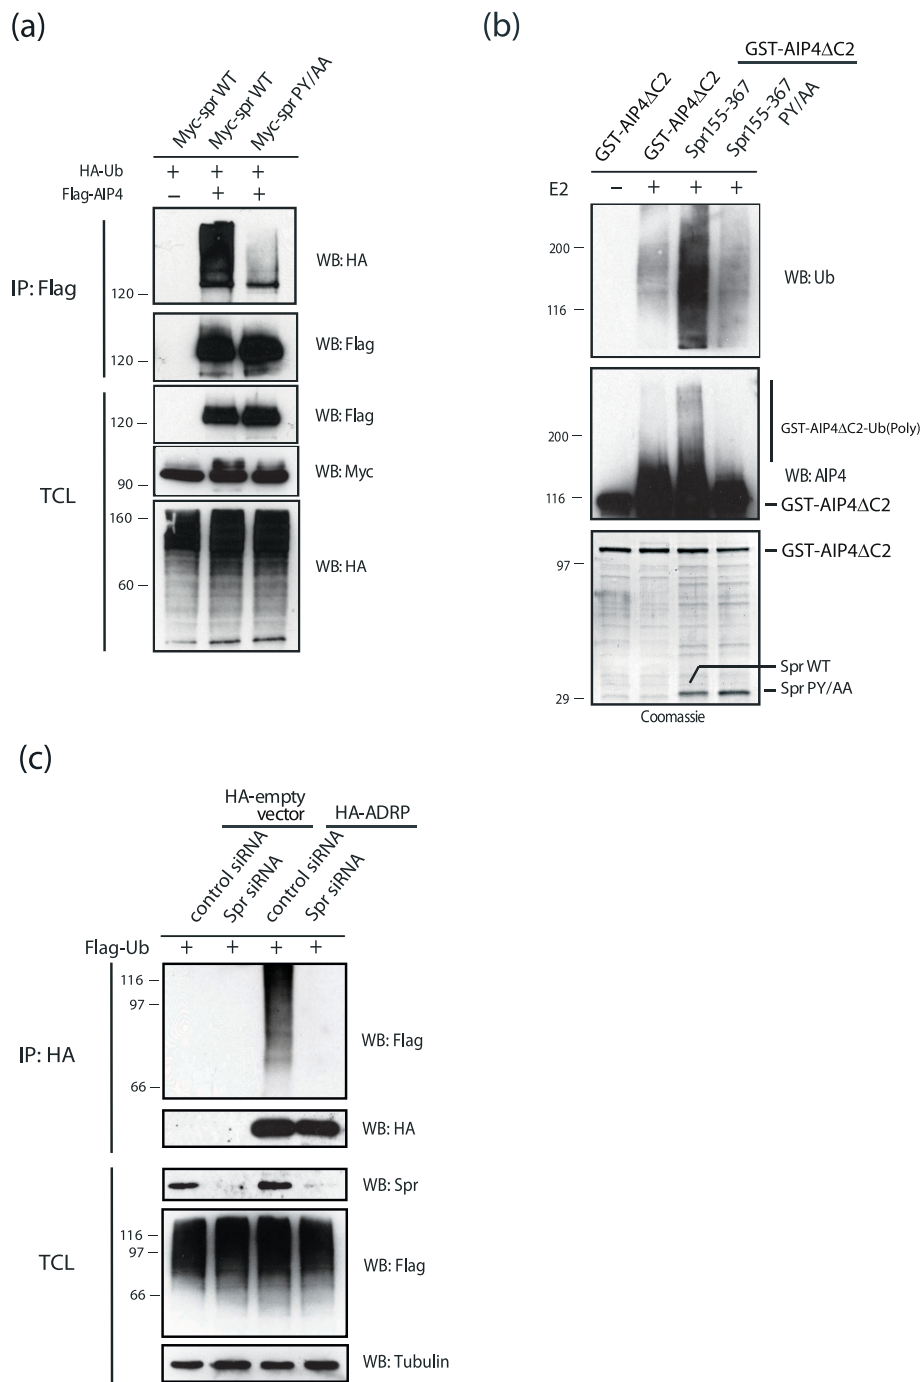 (a)
Myc-spr WT
Myc-spr WT
Myc-spr PY/AA
HA-Ub + + +
Flag-AIP4 – + +
IP: Flag
WB: HA
120
WB: Flag
120
TCL
WB: Flag
120
WB: Myc
90
160
WB: HA
60
(b)
GST-AIP4ΔC2
GST-AIP4ΔC2
GST-AIP4ΔC2
Spr155-367
Spr155-367
PY/AA
E2 – + + +
200
WB: Ub
116
GST-AIP4ΔC2-Ub(Poly)
200
WB: AIP4
116
GST-AIP4ΔC2
GST-AIP4ΔC2
97
Spr WT
Spr PY/AA
29
Coomassie
(c)
HA-empty
vector
HA-ADRP
control siRNA
Spr siRNA
control siRNA
Spr siRNA
Flag-Ub + + + +
IP: HA
116
97
WB: Flag
66
WB: HA
TCL
WB: Spr
116
97
WB: Flag
66
WB: Tubulin